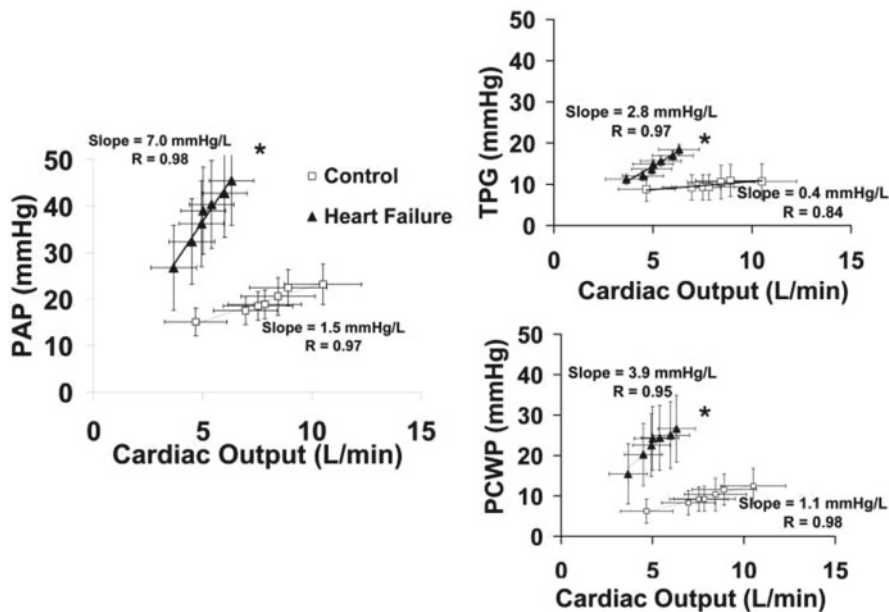 Slope = 7.0 mmHg/L
R = 0.98
*
50
40
30
20
10
0
PAP (mmHg)
Control
Heart Failure
Slope = 1.5 mmHg/L
R = 0.97
0 5 10 15
Cardiac Output (L/min)
50
40
30
20
10
0
TPG (mmHg)
Slope = 2.8 mmHg/L
R = 0.97
*
Slope = 0.4 mmHg/L
R = 0.84
0 5 10 15
Cardiac Output (L/min)
50
40
30
20
10
0
PCWP (mmHg)
Slope = 3.9 mmHg/L
R = 0.95
*
Slope = 1.1 mmHg/L
R = 0.98
0 5 10 15
Cardiac Output (L/min)